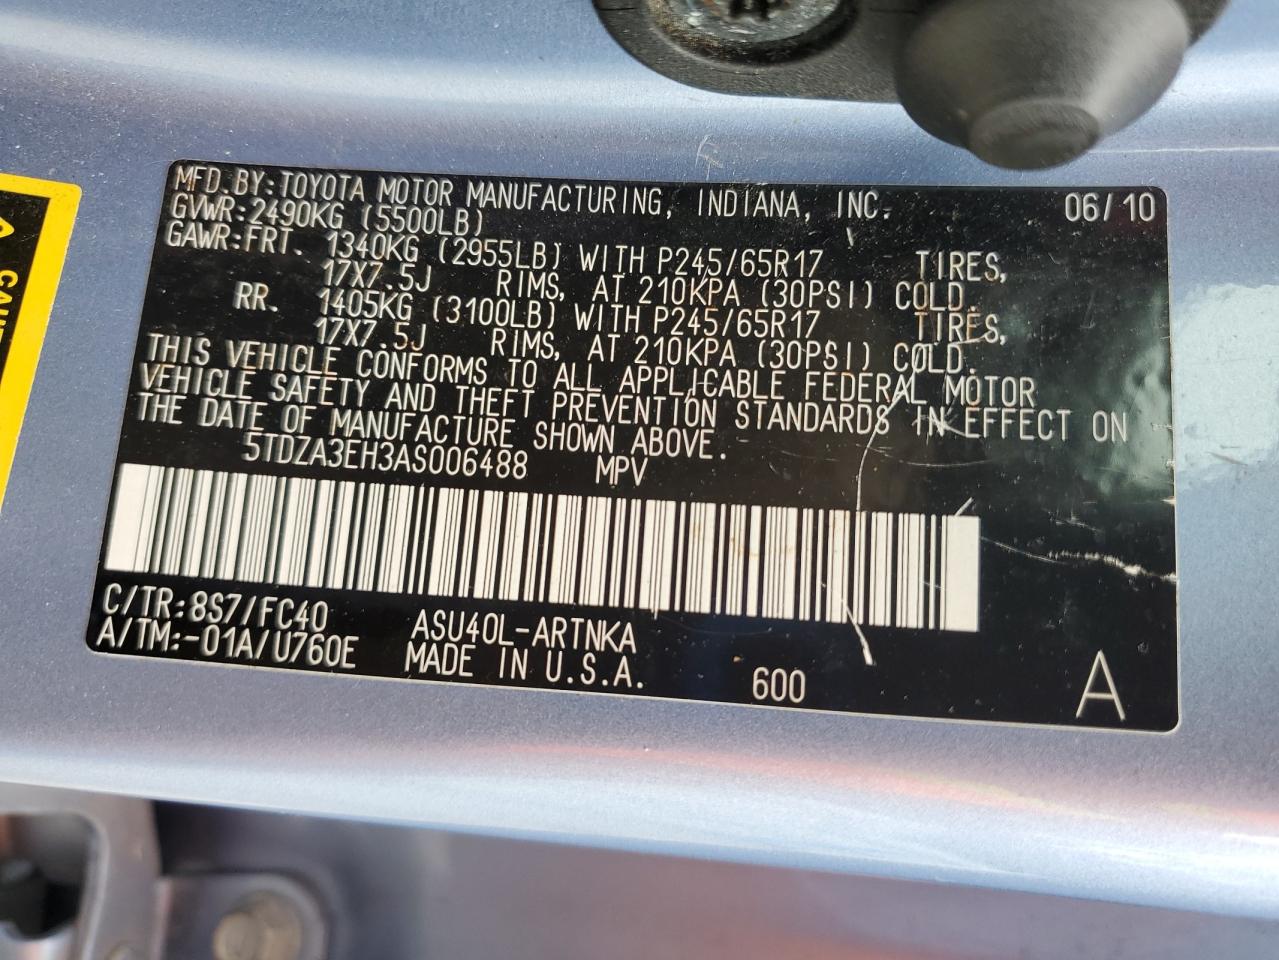 MFD.BY:TOYOTA MOTOR MANUFACTURING, INDIANA, INC. 06/10
GVWR:2490KG (5500LB)
GAWR:FRT. 1340KG (2955LB) WITH P245/65R17 TIRES,
17X7.5J RIMS, AT 210KPA (30PSI) COLD.
RR. 1405KG (3100LB) WITH P245/65R17 TIRES,
17X7.5J RIMS, AT 210KPA (30PSI) COLD.
THIS VEHICLE CONFORMS TO ALL APPLICABLE FEDERAL MOTOR
VEHICLE SAFETY AND THEFT PREVENTION STANDARDS IN EFFECT ON
THE DATE OF MANUFACTURE SHOWN ABOVE.
5TDZA3EH3AS006488 MPV
C/TR:8S7/FC40 ASU40L-ARTNKA
A/TM:-01A/U760E MADE IN U.S.A. 600 A